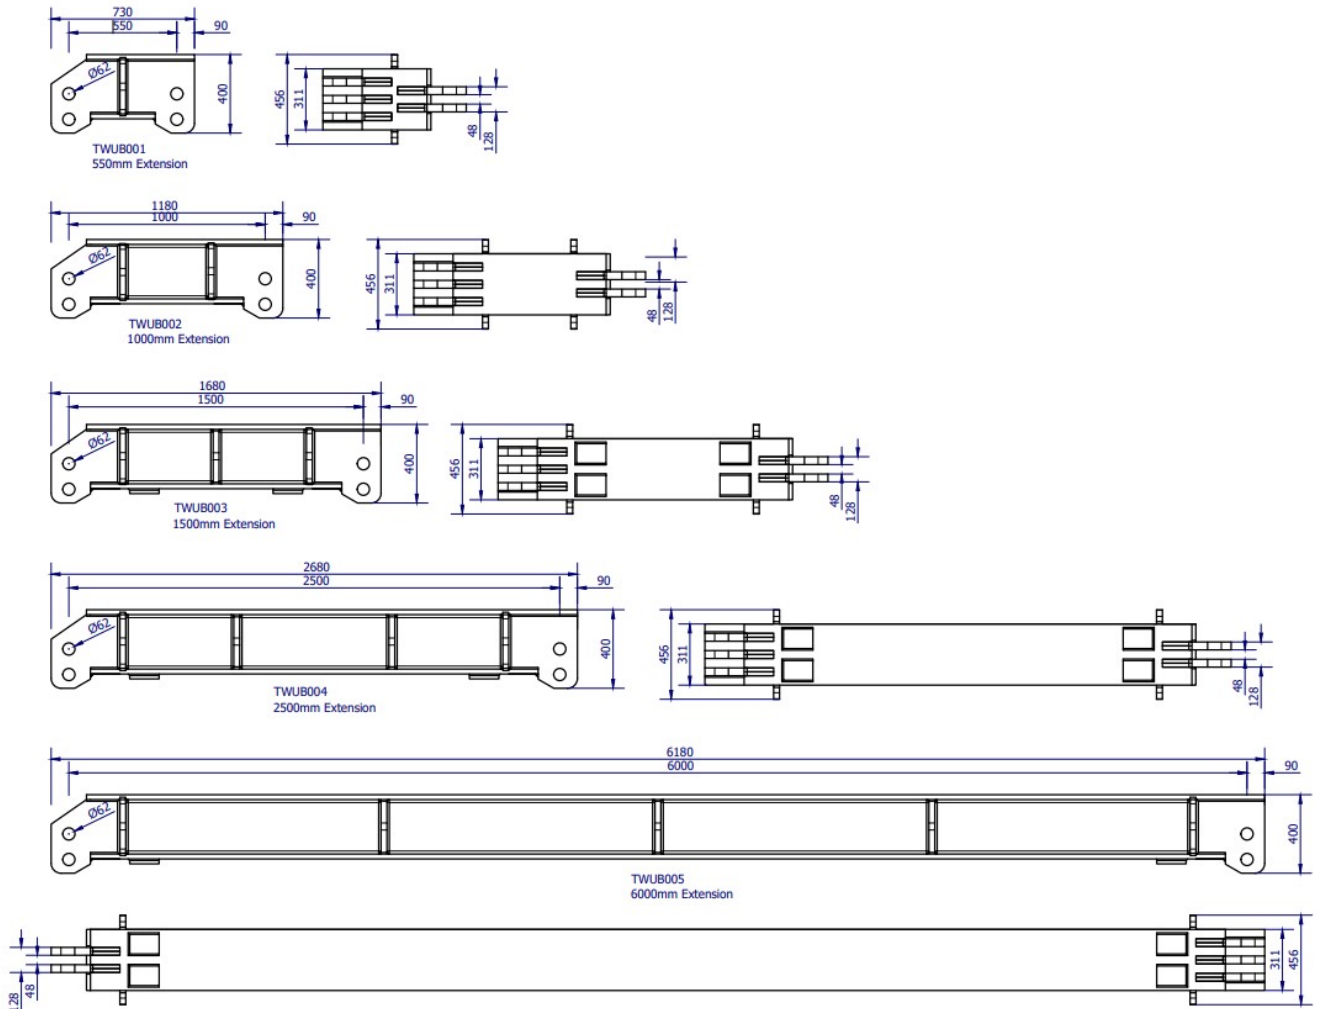 730
550
90
Ø62
400
456
311
48
128
TWUB001
550mm Extension
1180
1000
90
Ø62
400
456
311
48
128
TWUB002
1000mm Extension
1680
1500
90
Ø62
400
456
311
48
128
TWUB003
1500mm Extension
2680
2500
90
Ø62
400
456
311
48
128
TWUB004
2500mm Extension
6180
6000
90
Ø62
400
TWUB005
6000mm Extension
128
48
311
456